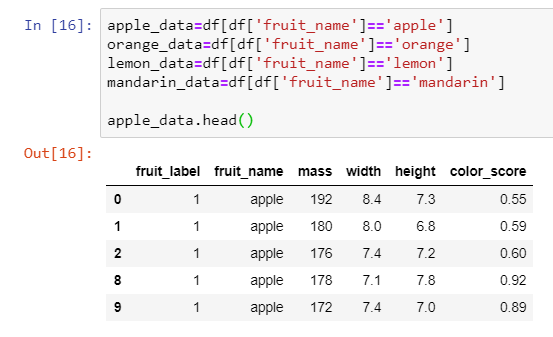 In [16]: apple_data=df[df['fruit_name']=='apple']
orange_data=df[df['fruit_name']=='orange']
lemon_data=df[df['fruit_name']=='lemon']
mandarin_data=df[df['fruit_name']=='mandarin']
apple_data.head()
Out[16]:
fruit_label fruit_name mass width height color_score
0 1 apple 192 8.4 7.3 0.55
1 1 apple 180 8.0 6.8 0.59
2 1 apple 176 7.4 7.2 0.60
8 1 apple 178 7.1 7.8 0.92
9 1 apple 172 7.4 7.0 0.89